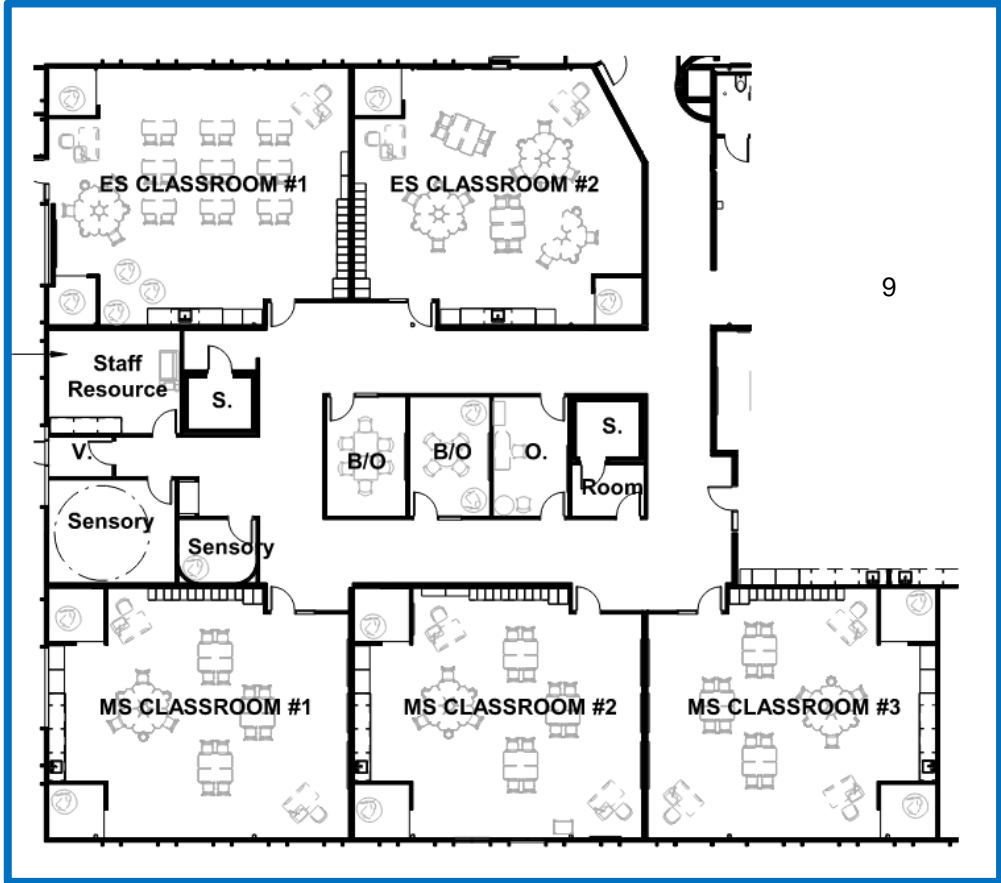 ES CLASSROOM #1
ES CLASSROOM #2
9
Staff
Resource
S.
V.
B/O
B/O
O.
S.
Room
Sensory
Sensory
MS CLASSROOM #1
MS CLASSROOM #2
MS CLASSROOM #3